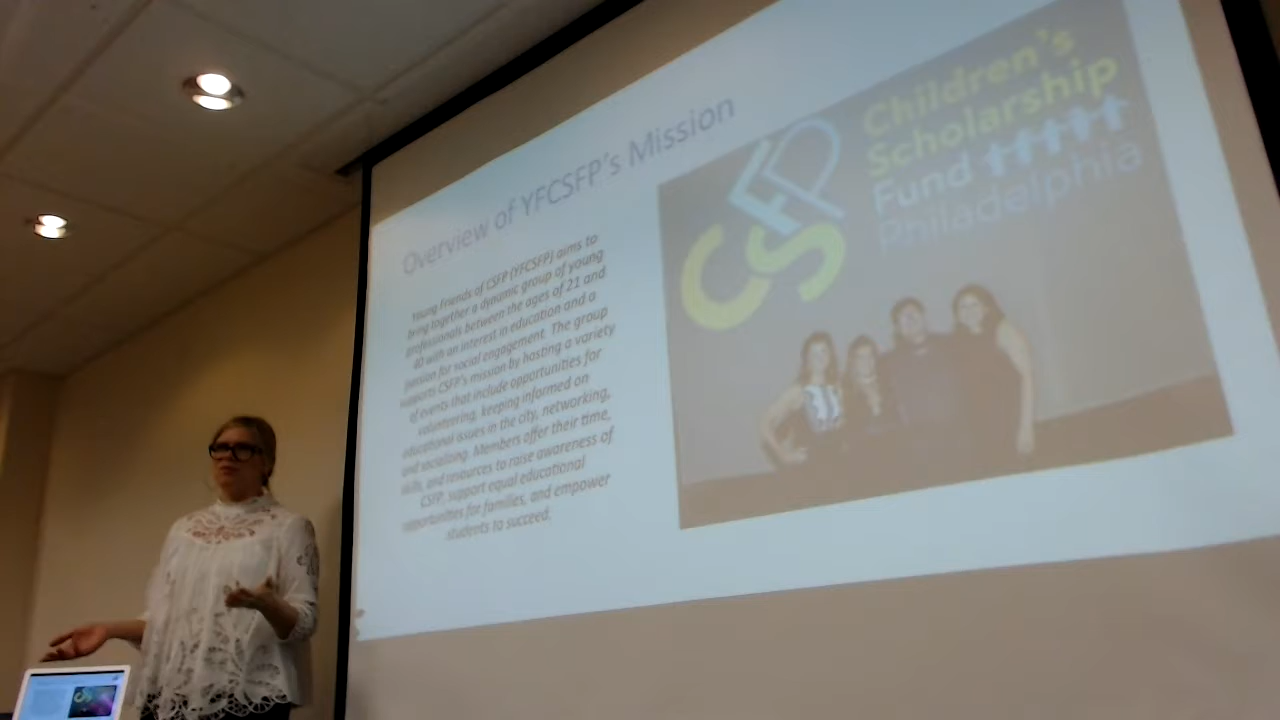 Overview of YFCSFP's Mission
Young Friends of CSFP (YFCSFP) aims to
bring together a dynamic group of young
professionals between the ages of 21 and
40 with an interest in education and a
passion for social engagement. The group
supports CSFP's mission by hosting a variety
of events that include opportunities for
volunteering, keeping informed on
educational issues in the city, networking,
and socializing. Members offer their time,
skills, and resources to raise awareness of
CSFP, support equal educational
opportunities for families, and empower
students to succeed.
CSFP
Children's
Scholarship
Fund
Philadelphia